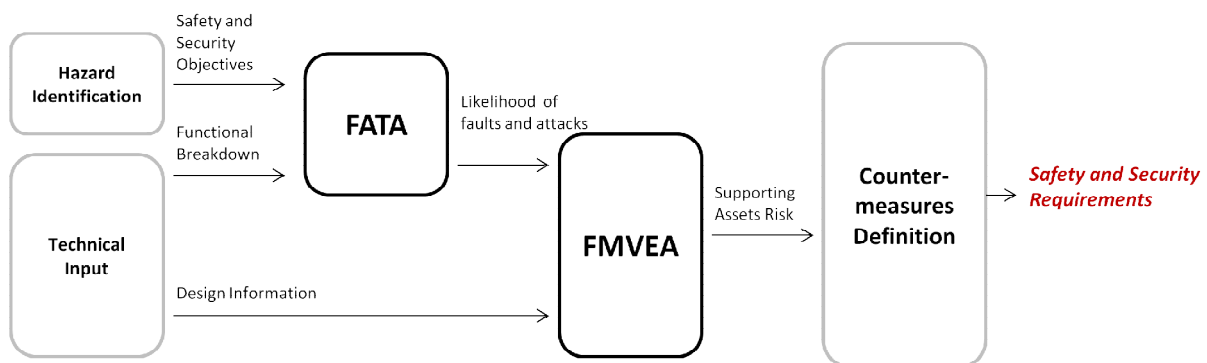 Safety and
Security
Objectives
Hazard
Identification
FATA
Likelihood of
faults and attacks
Functional
Breakdown
Technical
Input
Design Information
FMVEA
Supporting
Assets Risk
Counter-
measures
Definition
Safety and Security
Requirements